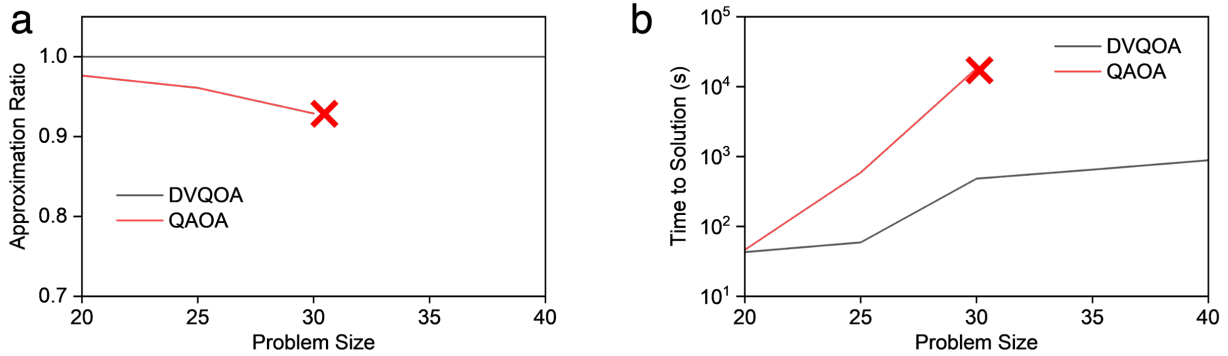 a
1.0
0.9
0.8
0.7
Approximation Ratio
DVQOA
QAOA
20 25 30 35 40
Problem Size
b
10^5
10^4
10^3
10^2
10^1
Time to Solution (s)
DVQOA
QAOA
20 25 30 35 40
Problem Size